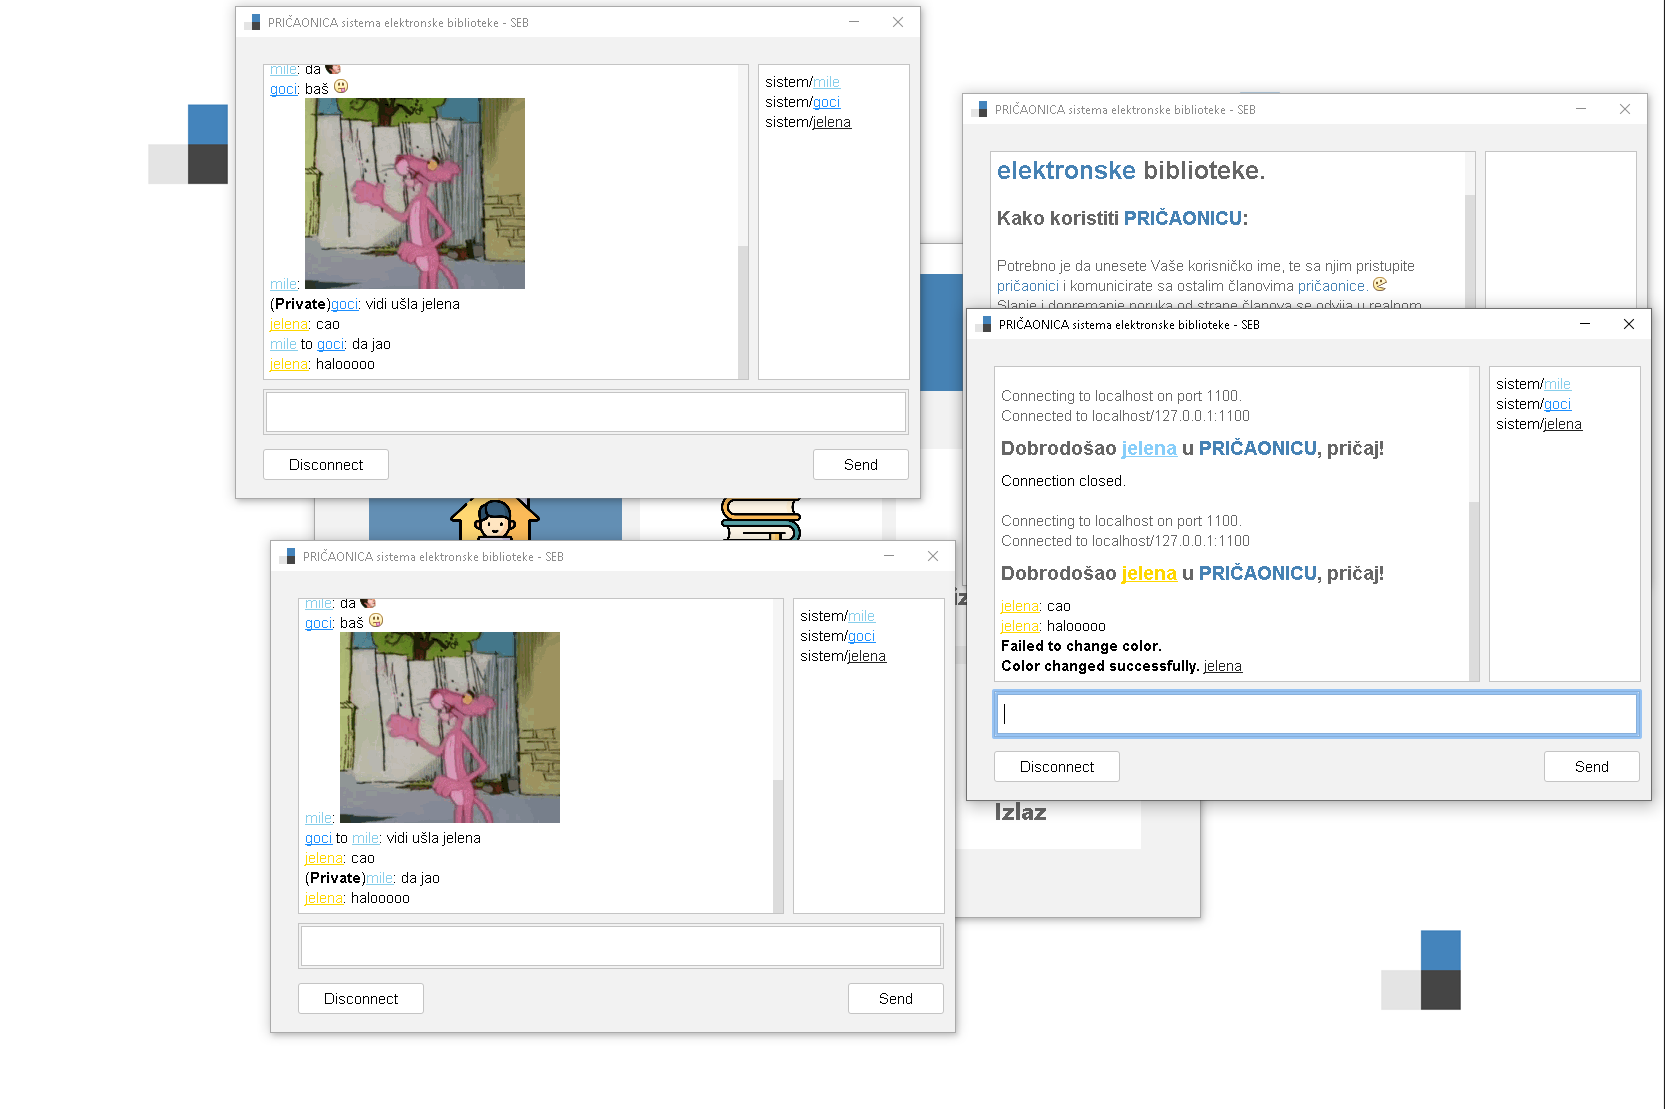 PRIČAONICA sistema elektronske biblioteke - SEB
mile: da
goci: baš
mile:
(Private)goci: vidi ušla jelena
jelena: cao
mile to goci: da jao
jelena: halooooo
sistem/mile
sistem/goci
sistem/jelena
Disconnect
Send
PRIČAONICA sistema elektronske biblioteke - SEB
elektronske biblioteke.
Kako koristiti PRIČAONICU:
Potrebno je da unesete Vaše korisničko ime, te sa njim pristupite
pričaonici i komunicirate sa ostalim članovima pričaonice.
Slanje i dopremanje poruka od strane članova se odvija u realnom
PRIČAONICA sistema elektronske biblioteke - SEB
Connecting to localhost on port 1100.
Connected to localhost/127.0.0.1:1100
Dobrodošao jelena u PRIČAONICU, pričaj!
Connection closed.
Connecting to localhost on port 1100.
Connected to localhost/127.0.0.1:1100
Dobrodošao jelena u PRIČAONICU, pričaj!
jelena: cao
jelena: halooooo
Failed to change color.
Color changed successfully. jelena
sistem/mile
sistem/goci
sistem/jelena
Disconnect
Send
PRIČAONICA sistema elektronske biblioteke - SEB
mile: da
goci: baš
mile:
goci to mile: vidi ušla jelena
jelena: cao
(Private)mile: da jao
jelena: halooooo
sistem/mile
sistem/goci
sistem/jelena
Disconnect
Send
Izlaz